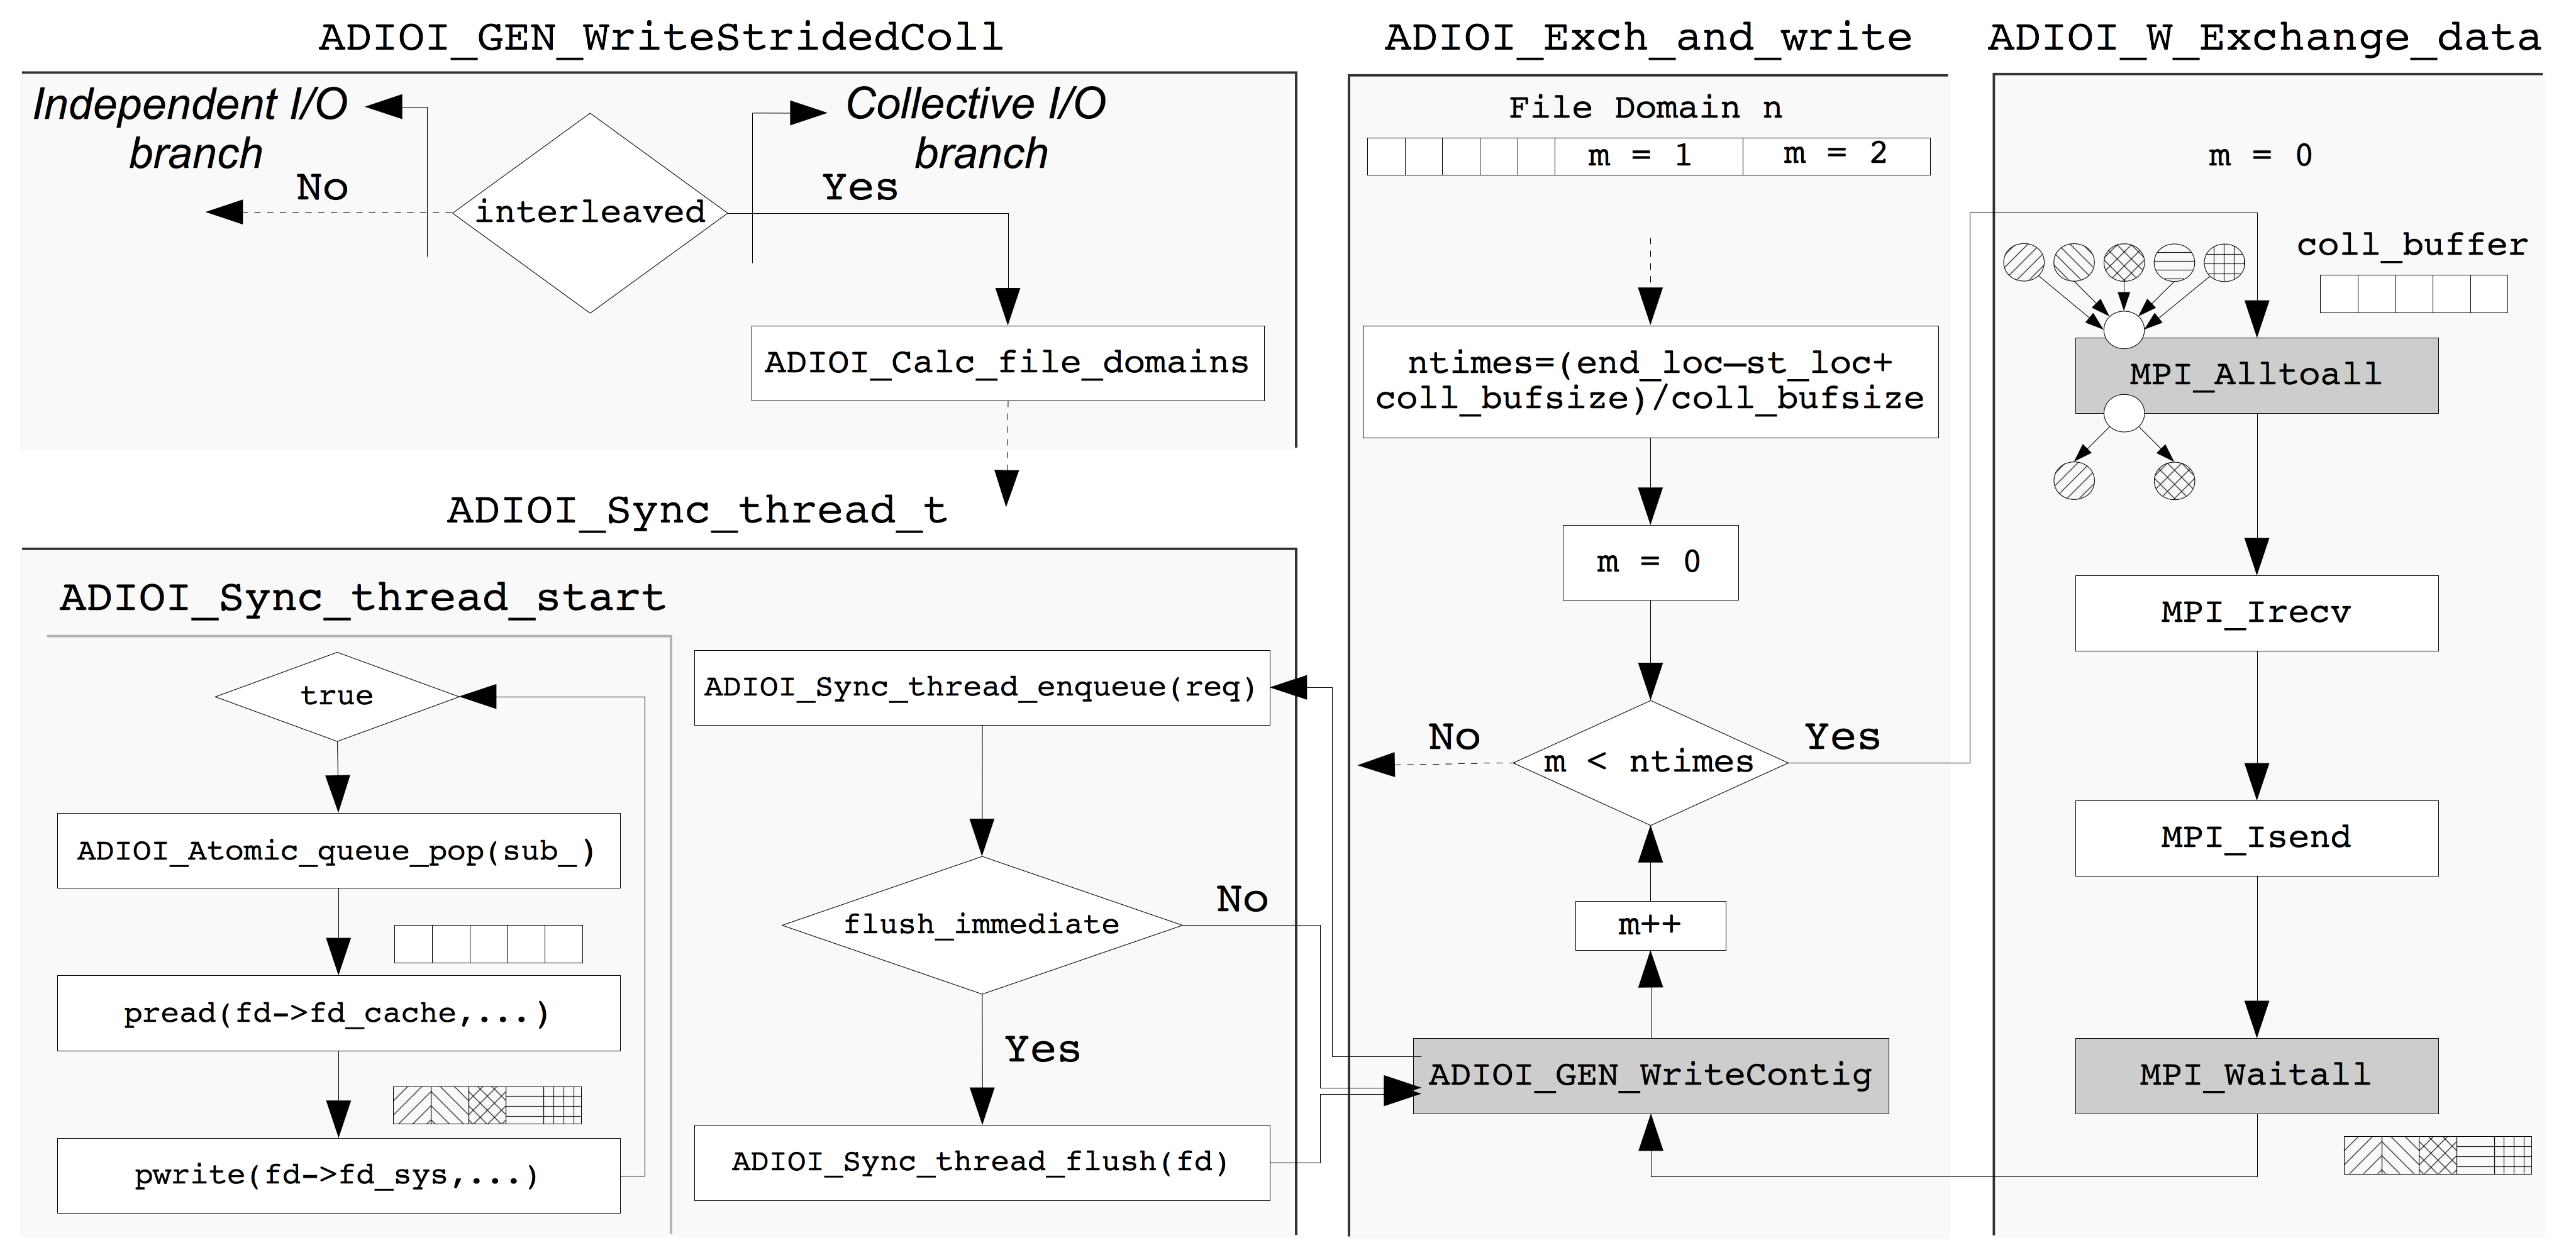 ADIOI_GEN_WriteStridedColl
Independent I/O
branch
Collective I/O
branch
No
Yes
interleaved
ADIOI_Calc_file_domains
ADIOI_Sync_thread_t
ADIOI_Sync_thread_start
true
ADIOI_Atomic_queue_pop(sub_)
pread(fd->fd_cache,...)
pwrite(fd->fd_sys,...)
ADIOI_Sync_thread_enqueue(req)
flush_immediate
No
Yes
ADIOI_Sync_thread_flush(fd)
ADIOI_Exch_and_write
File Domain n
m = 1
m = 2
ntimes=(end_loc–st_loc+
coll_bufsize)/coll_bufsize
m = 0
No
m < ntimes
Yes
m++
ADIOI_GEN_WriteContig
ADIOI_W_Exchange_data
m = 0
coll_buffer
MPI_Alltoall
MPI_Irecv
MPI_Isend
MPI_Waitall